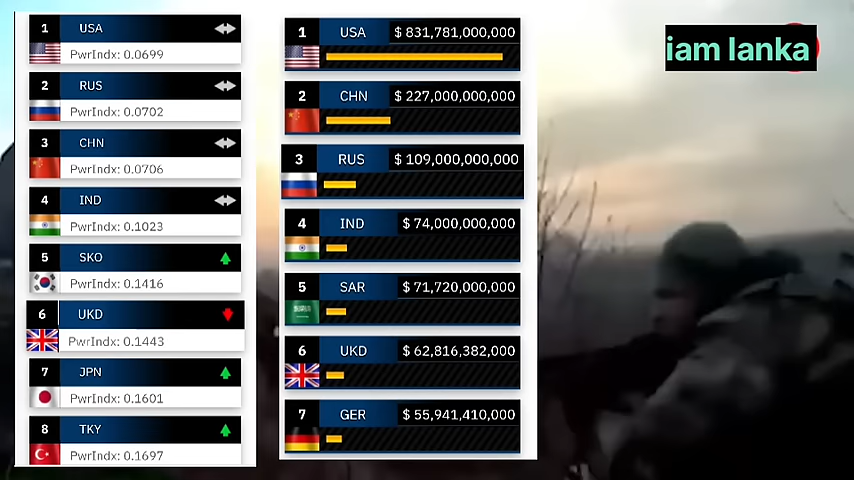 1 USA
PwrIndx: 0.0699
2 RUS
PwrIndx: 0.0702
3 CHN
PwrIndx: 0.0706
4 IND
PwrIndx: 0.1023
5 SKO
PwrIndx: 0.1416
6 UKD
PwrIndx: 0.1443
7 JPN
PwrIndx: 0.1601
8 TKY
PwrIndx: 0.1697
1 USA $ 831,781,000,000
2 CHN $ 227,000,000,000
3 RUS $ 109,000,000,000
4 IND $ 74,000,000,000
5 SAR $ 71,720,000,000
6 UKD $ 62,816,382,000
7 GER $ 55,941,410,000
iam lanka